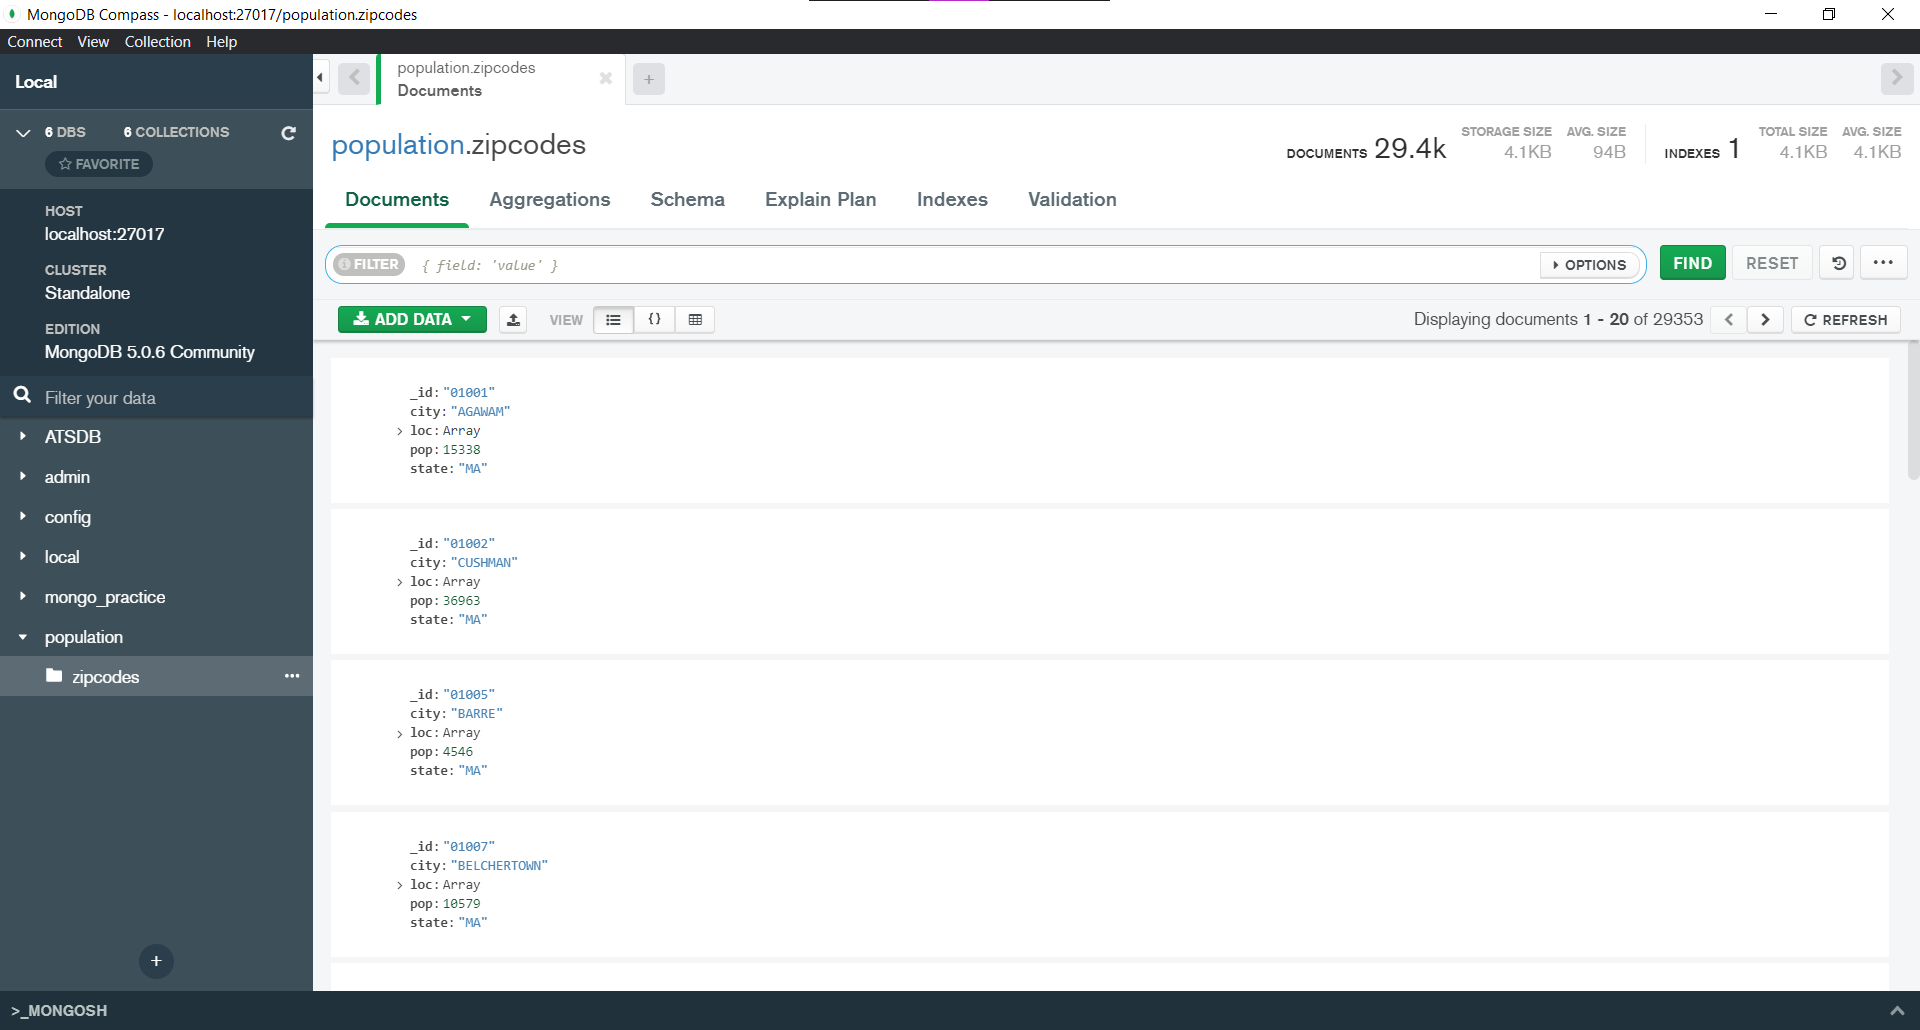 MongoDB Compass - localhost:27017/population.zipcodes
Connect View Collection Help
Local
6 DBS 6 COLLECTIONS
FAVORITE
HOST
localhost:27017
CLUSTER
Standalone
EDITION
MongoDB 5.0.6 Community
Filter your data
ATSDB
admin
config
local
mongo_practice
population
zipcodes
population.zipcodes
Documents
population.zipcodes
DOCUMENTS 29.4k
STORAGE SIZE 4.1KB
AVG. SIZE 94B
INDEXES 1
TOTAL SIZE 4.1KB
AVG. SIZE 4.1KB
Documents Aggregations Schema Explain Plan Indexes Validation
FILTER { field: 'value' } OPTIONS FIND RESET
ADD DATA VIEW {} Displaying documents 1 - 20 of 29353 REFRESH
_id: "01001"
city: "AGAWAM"
loc: Array
pop: 15338
state: "MA"
_id: "01002"
city: "CUSHMAN"
loc: Array
pop: 36963
state: "MA"
_id: "01005"
city: "BARRE"
loc: Array
pop: 4546
state: "MA"
_id: "01007"
city: "BELCHERTOWN"
loc: Array
pop: 10579
state: "MA"
>_MONGOSH